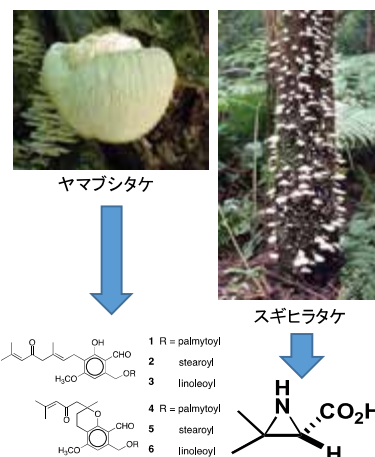 ヤマブシタケ
スギヒラタケ
O
OH
CHO
OR
H₃CO
1 R = palmytoyl
2 stearoyl
3 linoleoyl
O
O
CHO
OR
H₃CO
4 R = palmytoyl
5 stearoyl
6 linoleoyl
H
N
CO₂H
H